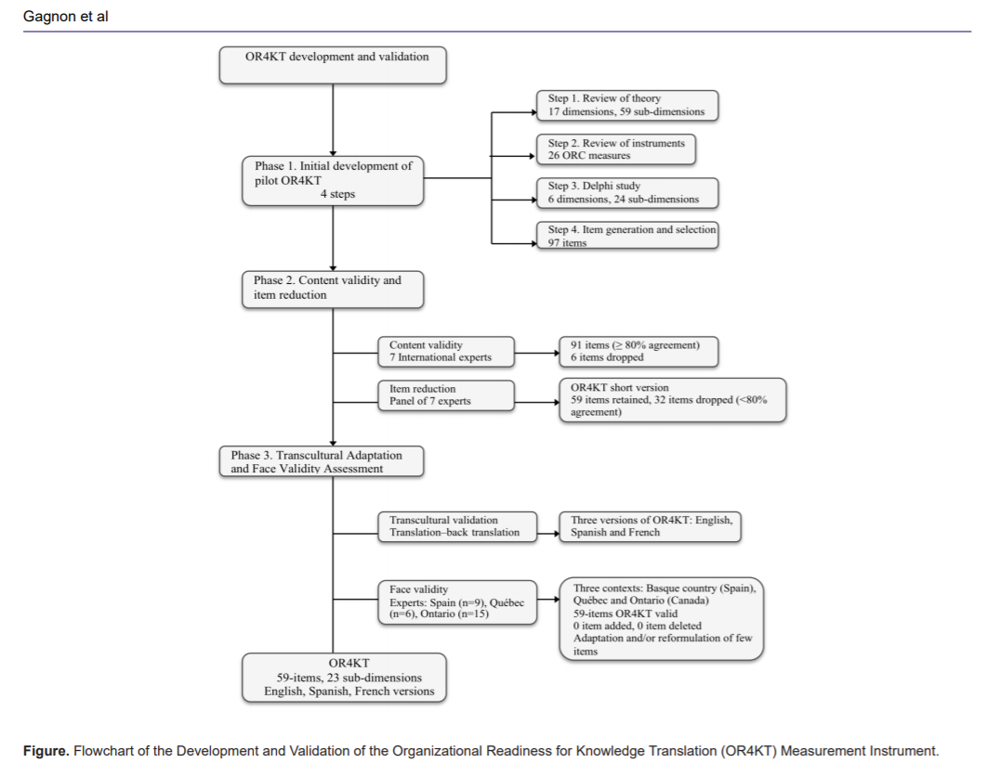 Gagnon et al
OR4KT development and validation
Phase 1. Initial development of
pilot OR4KT
4 steps
Step 1. Review of theory
17 dimensions, 59 sub-dimensions
Step 2. Review of instruments
26 ORC measures
Step 3. Delphi study
6 dimensions, 24 sub-dimensions
Step 4. Item generation and selection
97 items
Phase 2. Content validity and
item reduction
Content validity
7 International experts
91 items (≥ 80% agreement)
6 items dropped
Item reduction
Panel of 7 experts
OR4KT short version
59 items retained, 32 items dropped (<80%
agreement)
Phase 3. Transcultural Adaptation
and Face Validity Assessment
Transcultural validation
Translation–back translation
Three versions of OR4KT: English,
Spanish and French
Face validity
Experts: Spain (n=9), Québec
(n=6), Ontario (n=15)
Three contexts: Basque country (Spain),
Québec and Ontario (Canada)
59-items OR4KT valid
0 item added, 0 item deleted
Adaptation and/or reformulation of few
items
OR4KT
59-items, 23 sub-dimensions
English, Spanish, French versions
Figure. Flowchart of the Development and Validation of the Organizational Readiness for Knowledge Translation (OR4KT) Measurement Instrument.